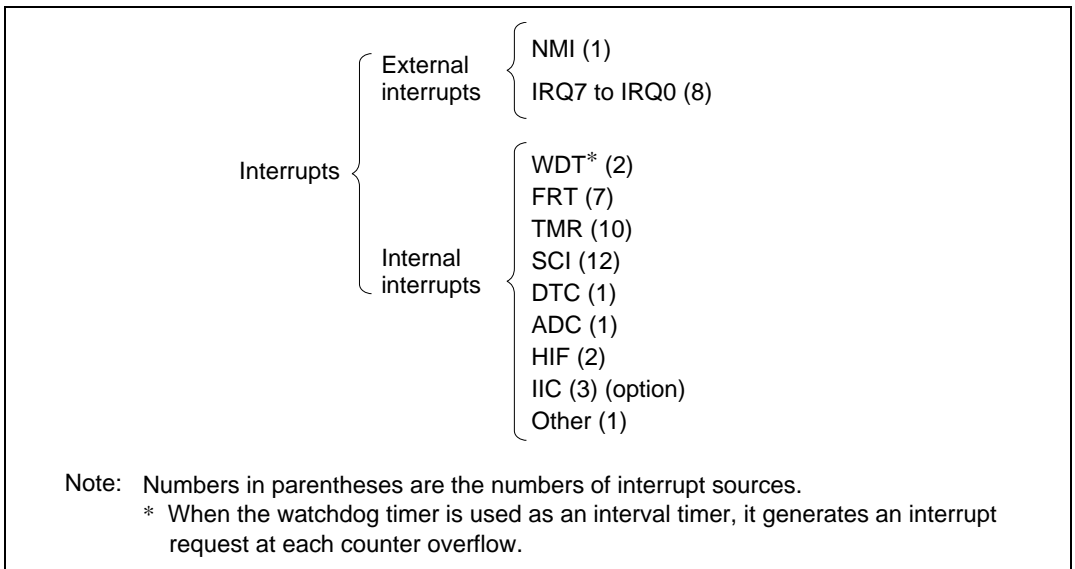 External
interrupts
NMI (1)
IRQ7 to IRQ0 (8)
Interrupts
Internal
interrupts
WDT* (2)
FRT (7)
TMR (10)
SCI (12)
DTC (1)
ADC (1)
HIF (2)
IIC (3) (option)
Other (1)
Note: Numbers in parentheses are the numbers of interrupt sources.
* When the watchdog timer is used as an interval timer, it generates an interrupt
request at each counter overflow.